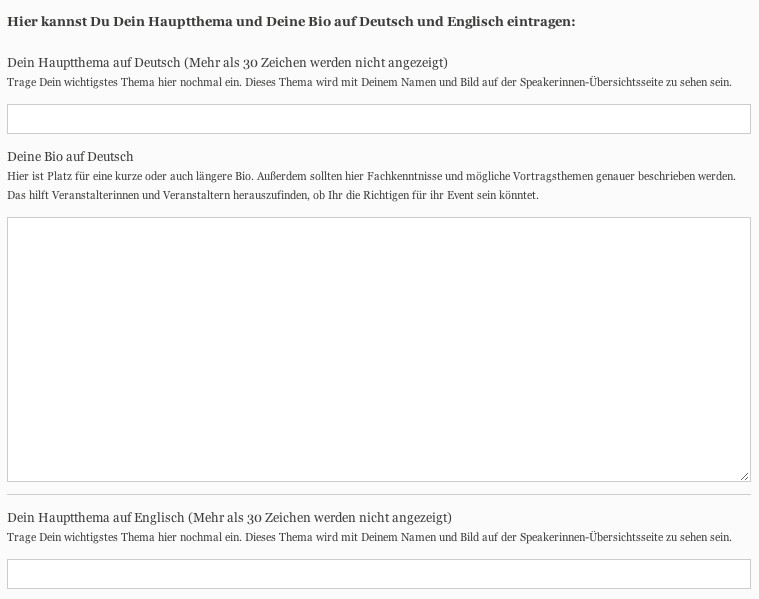 Hier kannst Du Dein Hauptthema und Deine Bio auf Deutsch und Englisch eintragen:
Dein Hauptthema auf Deutsch (Mehr als 30 Zeichen werden nicht angezeigt)
Trage Dein wichtigstes Thema hier nochmal ein. Dieses Thema wird mit Deinem Namen und Bild auf der Speakerinnen-Übersichtsseite zu sehen sein.
Deine Bio auf Deutsch
Hier ist Platz für eine kurze oder auch längere Bio. Außerdem sollten hier Fachkenntnisse und mögliche Vortragsthemen genauer beschrieben werden.
Das hilft Veranstalterinnen und Veranstaltern herauszufinden, ob Ihr die Richtigen für ihr Event sein könntet.
Dein Hauptthema auf Englisch (Mehr als 30 Zeichen werden nicht angezeigt)
Trage Dein wichtigstes Thema hier nochmal ein. Dieses Thema wird mit Deinem Namen und Bild auf der Speakerinnen-Übersichtsseite zu sehen sein.